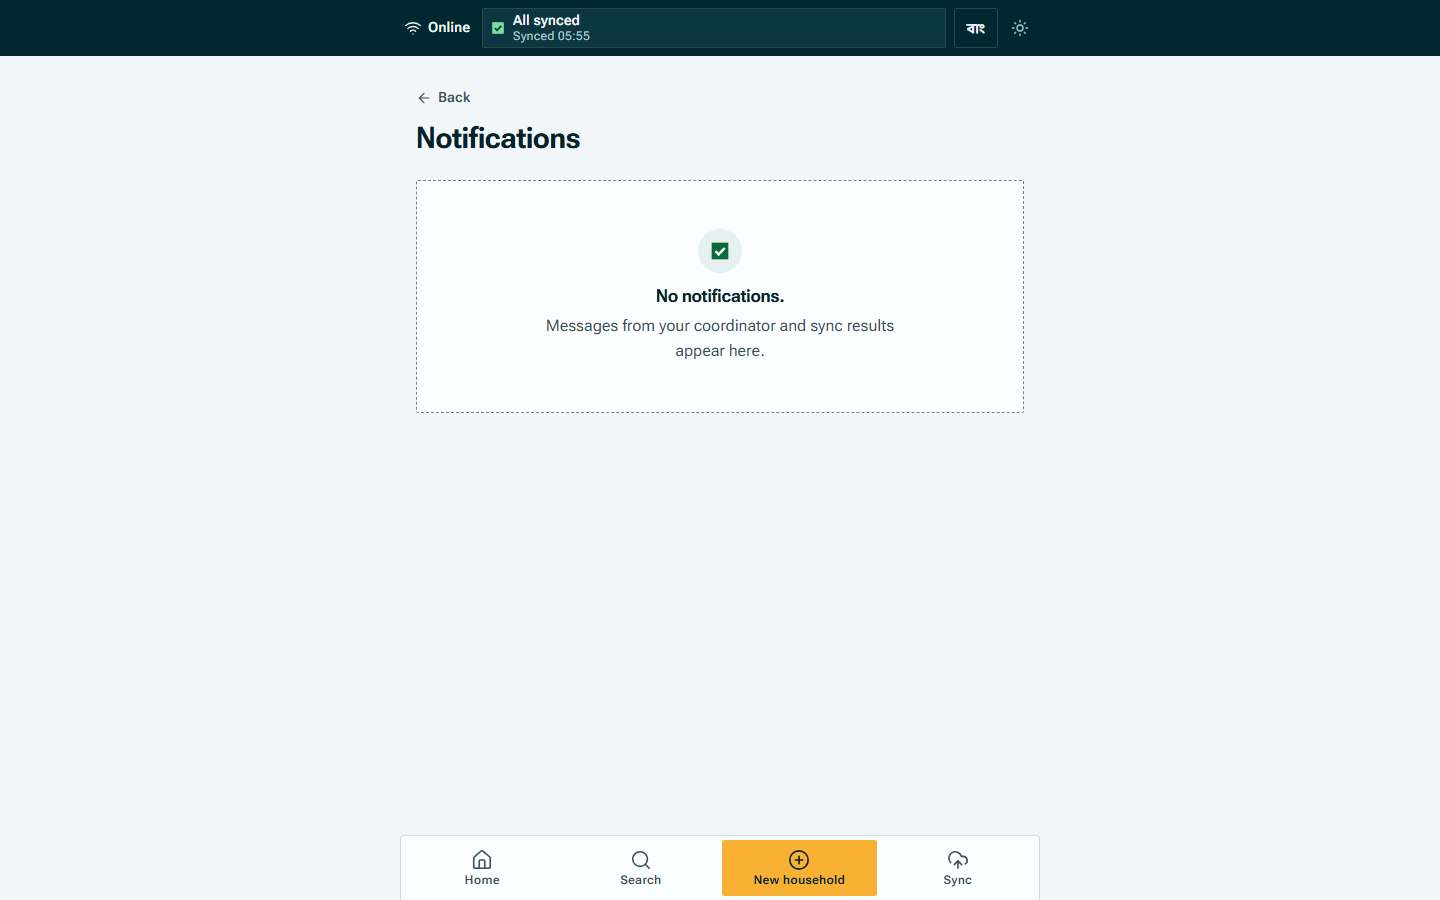 Online
All synced
Synced 05:55
বাং
Back
Notifications
No notifications.
Messages from your coordinator and sync results
appear here.
Home
Search
New household
Sync